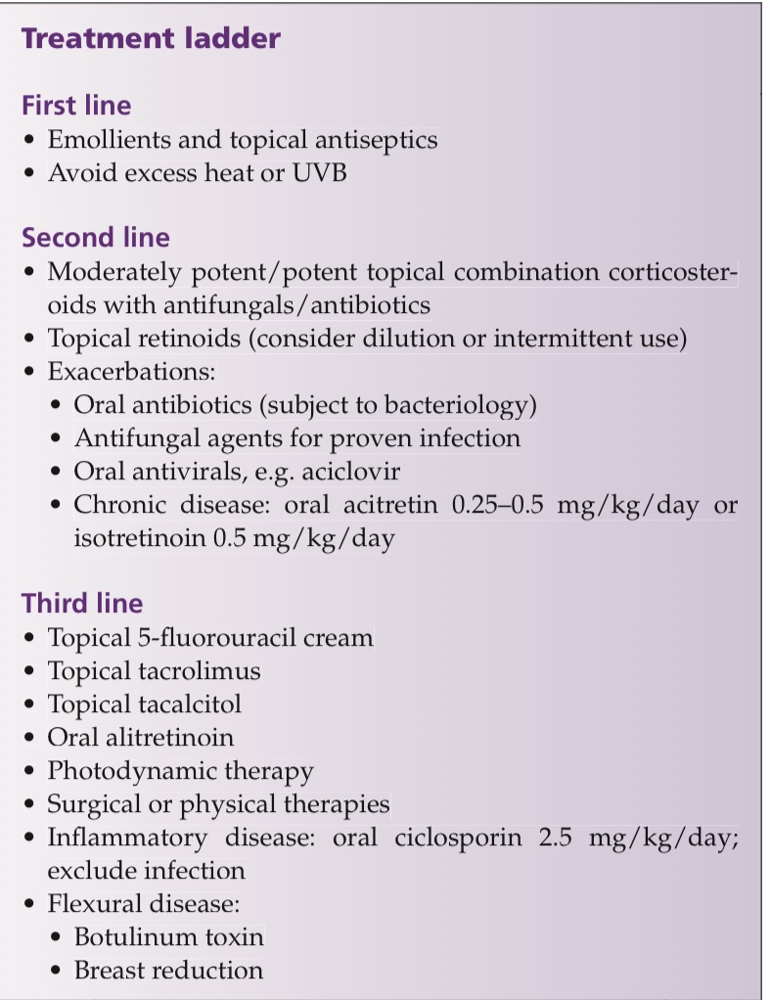 Treatment ladder
First line
• Emollients and topical antiseptics
• Avoid excess heat or UVB
Second line
• Moderately potent/potent topical combination corticoster-
oids with antifungals/antibiotics
• Topical retinoids (consider dilution or intermittent use)
• Exacerbations:
• Oral antibiotics (subject to bacteriology)
• Antifungal agents for proven infection
• Oral antivirals, e.g. aciclovir
• Chronic disease: oral acitretin 0.25–0.5 mg/kg/day or
isotretinoin 0.5 mg/kg/day
Third line
• Topical 5-fluorouracil cream
• Topical tacrolimus
• Topical tacalcitol
• Oral alitretinoin
• Photodynamic therapy
• Surgical or physical therapies
• Inflammatory disease: oral ciclosporin 2.5 mg/kg/day;
exclude infection
• Flexural disease:
• Botulinum toxin
• Breast reduction